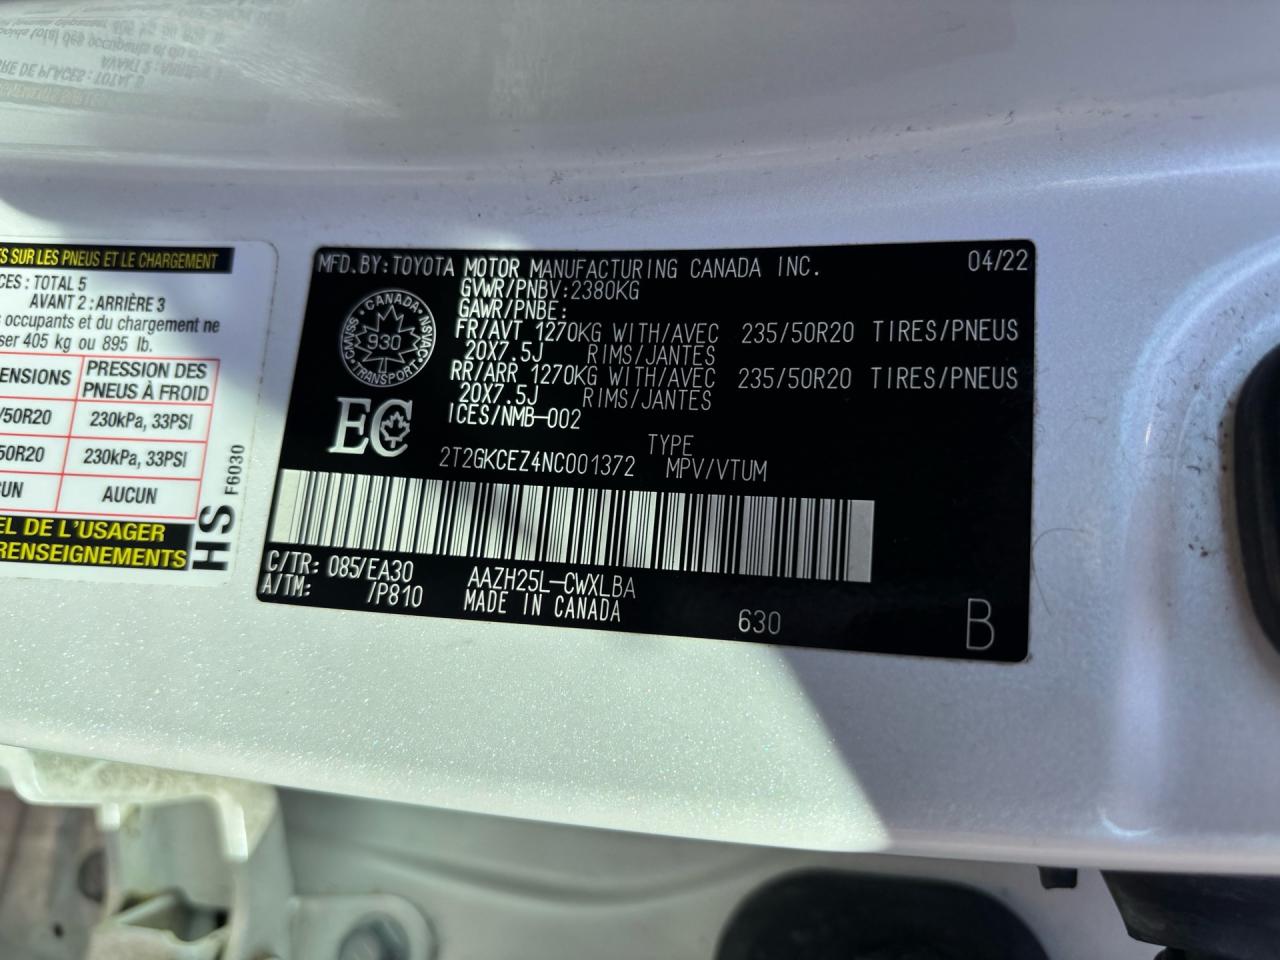 TS SUR LES PNEUS ET LE CHARGEMENT
CES : TOTAL 5
AVANT 2 : ARRIÈRE 3
s occupants et du chargement ne
ser 405 kg ou 895 lb.
ENSIONS PRESSION DES PNEUS À FROID
/50R20 230kPa, 33PSI
50R20 230kPa, 33PSI
CUN AUCUN
EL DE L'USAGER
RENSEIGNEMENTS
HS F6030
MFD.BY:TOYOTA MOTOR MANUFACTURING CANADA INC. 04/22
GVWR/PNBV:2380KG
GAWR/PNBE:
FR/AVT 1270KG WITH/AVEC 235/50R20 TIRES/PNEUS
20X7.5J RIMS/JANTES
RR/ARR 1270KG WITH/AVEC 235/50R20 TIRES/PNEUS
20X7.5J RIMS/JANTES
ICES/NMB-002
CANADA
CMVSS 930 NSVAC
TRANSPORT
EC
TYPE
2T2GKCEZ4NC001372 MPV/VTUM
C/TR: 085/EA30 AAZH25L-CWXLBA
A/TM: /P810 MADE IN CANADA
630 B